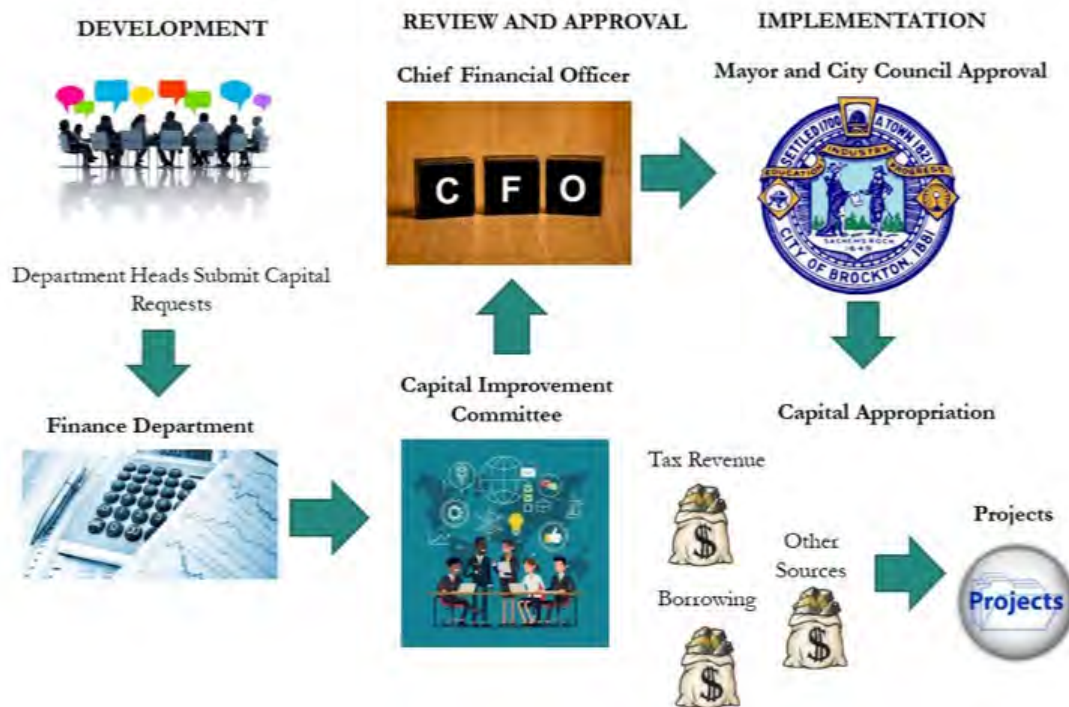 DEVELOPMENT
Department Heads Submit Capital
Requests
Finance Department
REVIEW AND APPROVAL
Chief Financial Officer
C F O
Capital Improvement
Committee
IMPLEMENTATION
Mayor and City Council Approval
SETTLED 1700 A TOWN 1821
INDUSTRY
EDUCATION
PROGRESS
SACHEM'S ROCK
1649
CITY OF BROCKTON, 1881
Capital Appropriation
Tax Revenue
$
Other
Sources
$
Borrowing
$
Projects
Projects